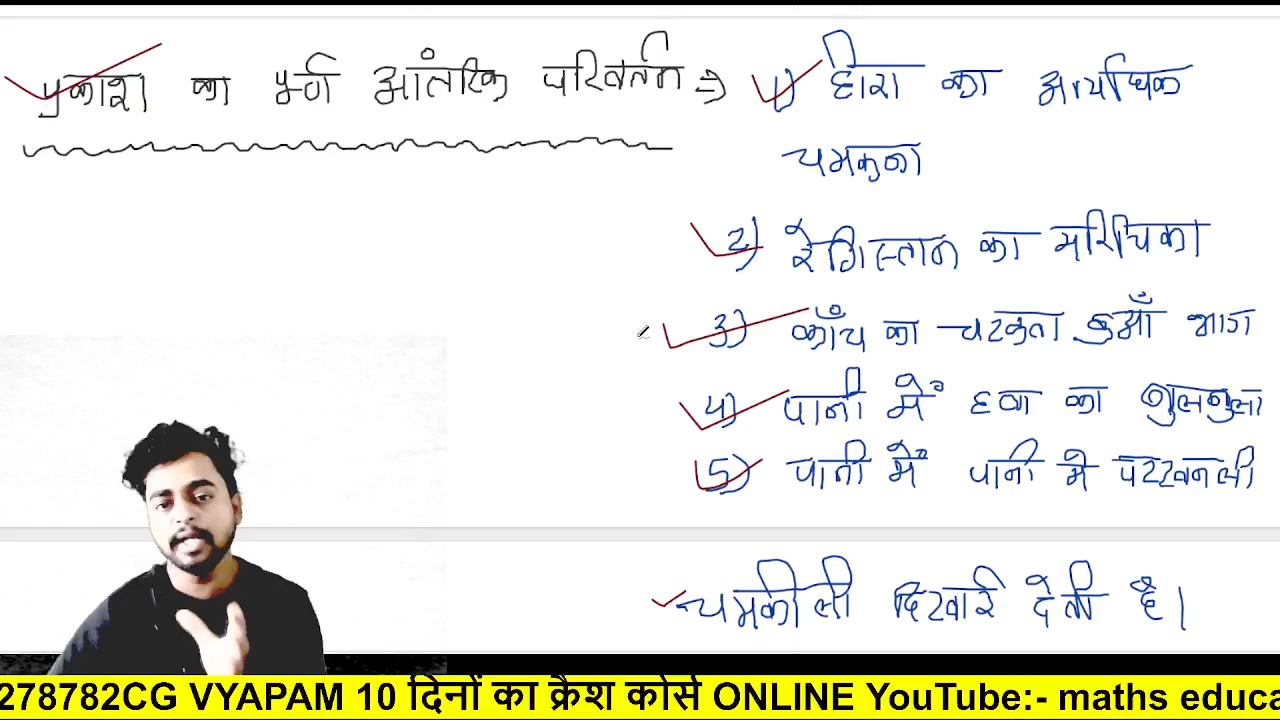 प्रकाश का पूर्ण आंतरिक परिवर्तन ⇒ 1) हीरा का अत्यधिक
चमकना
2) रेगिस्तान का मरिचिका
3) काँच का चटकता हुआँ भाग
4) पानी में हवा का बुलबुला
5) पानी में पानी मे परखनली
चमकीली दिखाई देती है।
278782CG VYAPAM 10 दिनों का क्रैश कोर्स ONLINE YouTube:- maths educa